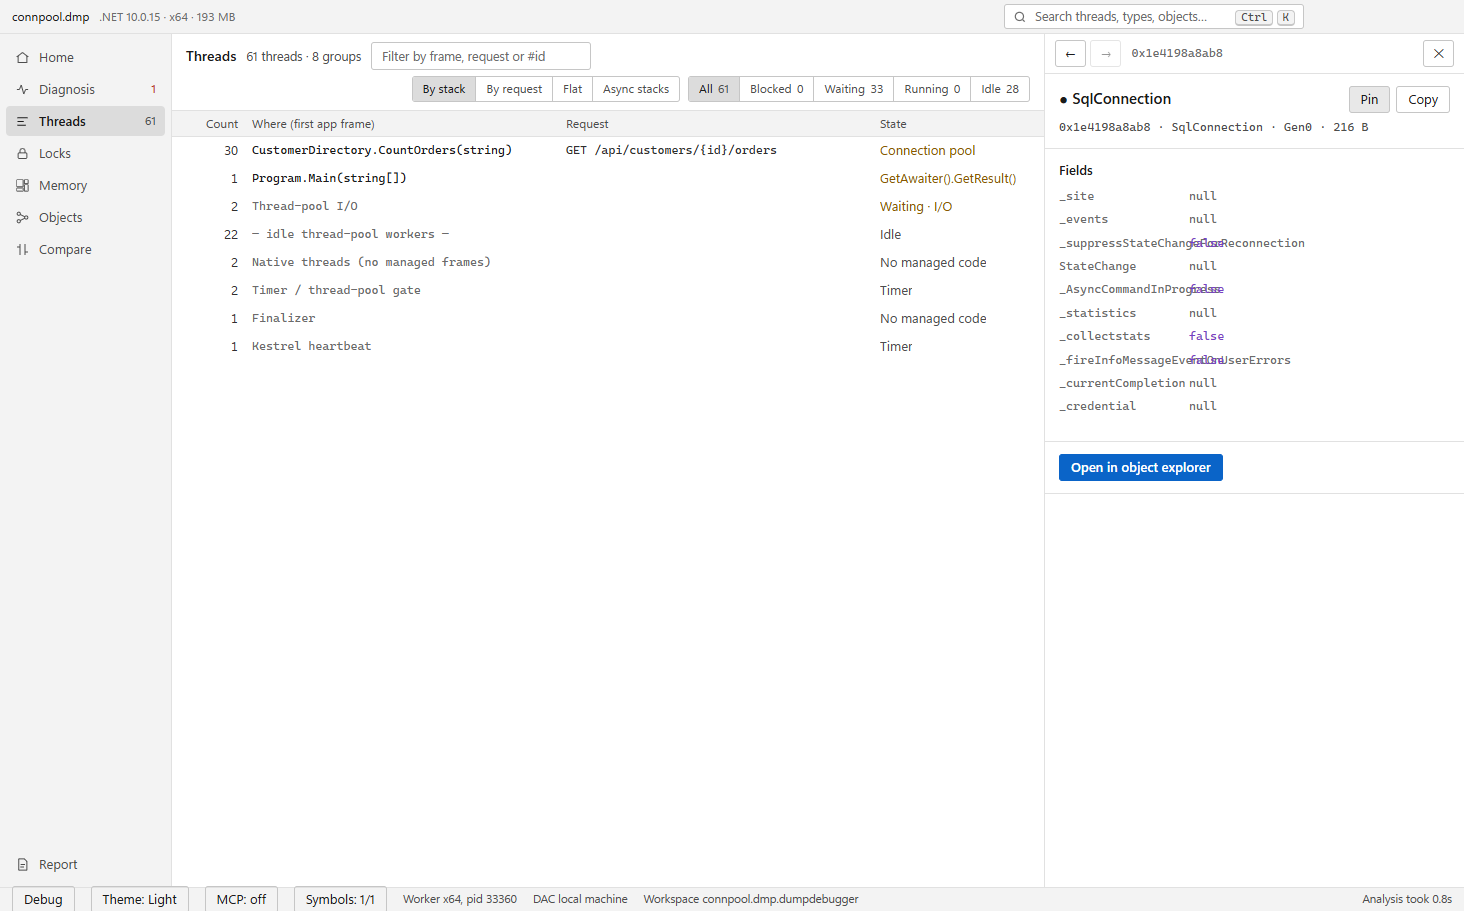 connpool.dmp .NET 10.0.15 · x64 · 193 MB
Search threads, types, objects... Ctrl K
Home
Diagnosis 1
Threads 61
Locks
Memory
Objects
Compare
Report
Threads 61 threads · 8 groups Filter by frame, request or #id
By stack By request Flat Async stacks All 61 Blocked 0 Waiting 33 Running 0 Idle 28
Count Where (first app frame) Request State
30 CustomerDirectory.CountOrders(string) GET /api/customers/{id}/orders Connection pool
1 Program.Main(string[]) GetAwaiter().GetResult()
2 Thread-pool I/O Waiting · I/O
22 — idle thread-pool workers — Idle
2 Native threads (no managed frames) No managed code
2 Timer / thread-pool gate Timer
1 Finalizer No managed code
1 Kestrel heartbeat Timer
← → 0x1e4198a8ab8 ×
● SqlConnection Pin Copy
0x1e4198a8ab8 · SqlConnection · Gen0 · 216 B
Fields
_site null
_events null
_suppressStateChangeForReconnection false
StateChange null
_AsyncCommandInProgress false
_statistics null
_collectstats false
_fireInfoMessageEventOnUserErrors false
_currentCompletion null
_credential null
Open in object explorer
Debug Theme: Light MCP: off Symbols: 1/1 Worker x64, pid 33360 DAC local machine Workspace connpool.dmp.dumpdebugger Analysis took 0.8s